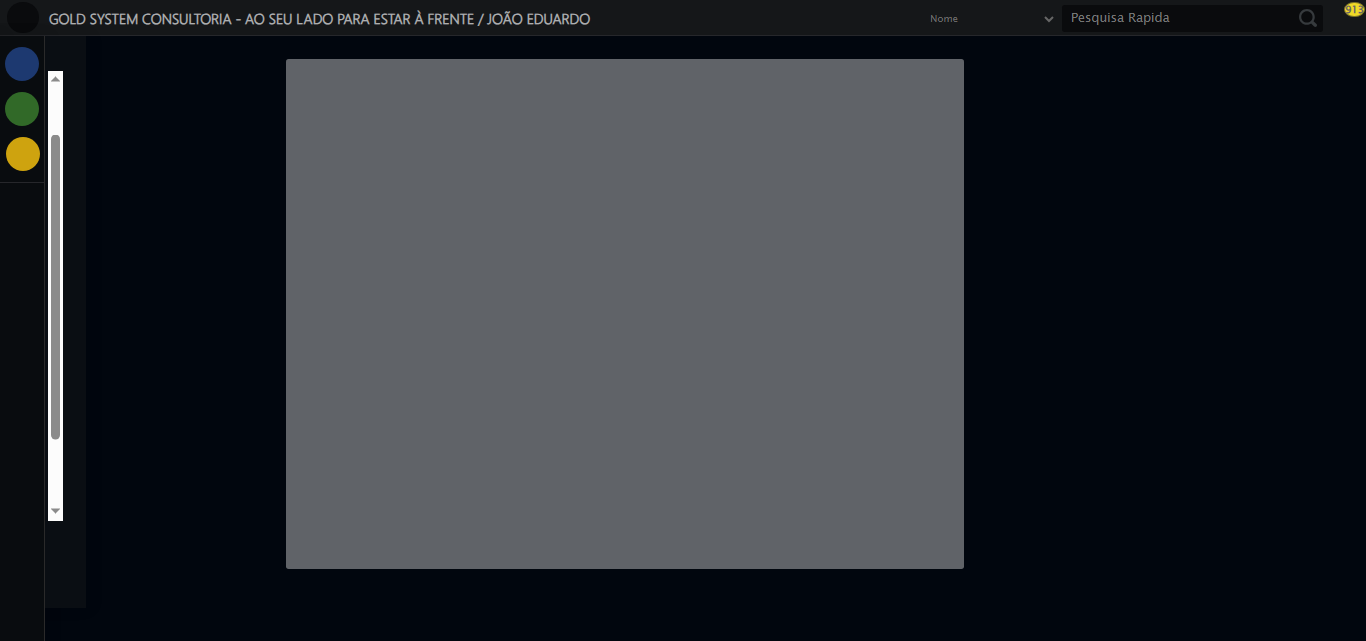 GOLD SYSTEM CONSULTORIA - AO SEU LADO PARA ESTAR À FRENTE / JOÃO EDUARDO
Nome
Pesquisa Rapida
913